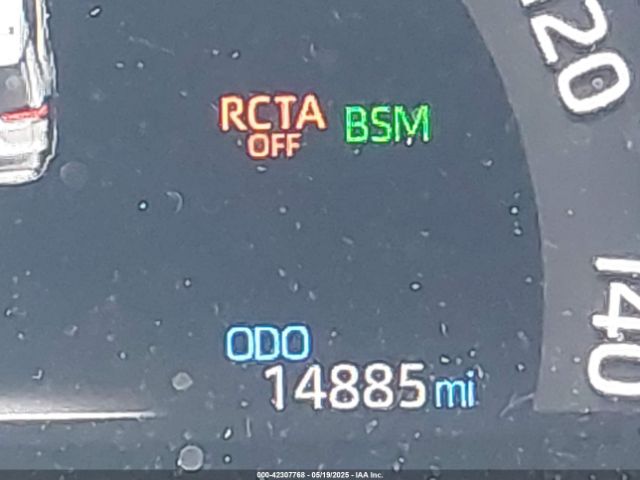 120
RCTA BSM
OFF
140
ODO
14885 mi
000-42307768 - 05/19/2025 - IAA Inc.